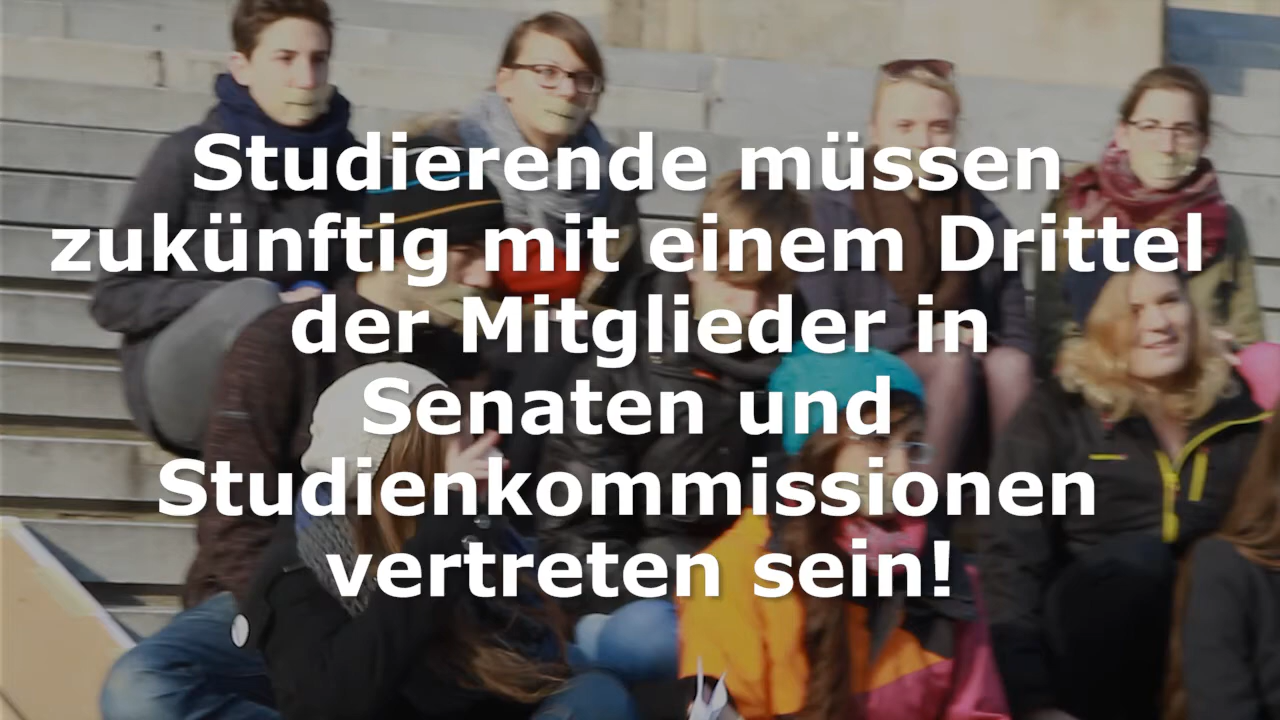 Studierende müssen
zukünftig mit einem Drittel
der Mitglieder in
Senaten und
Studienkommissionen
vertreten sein!